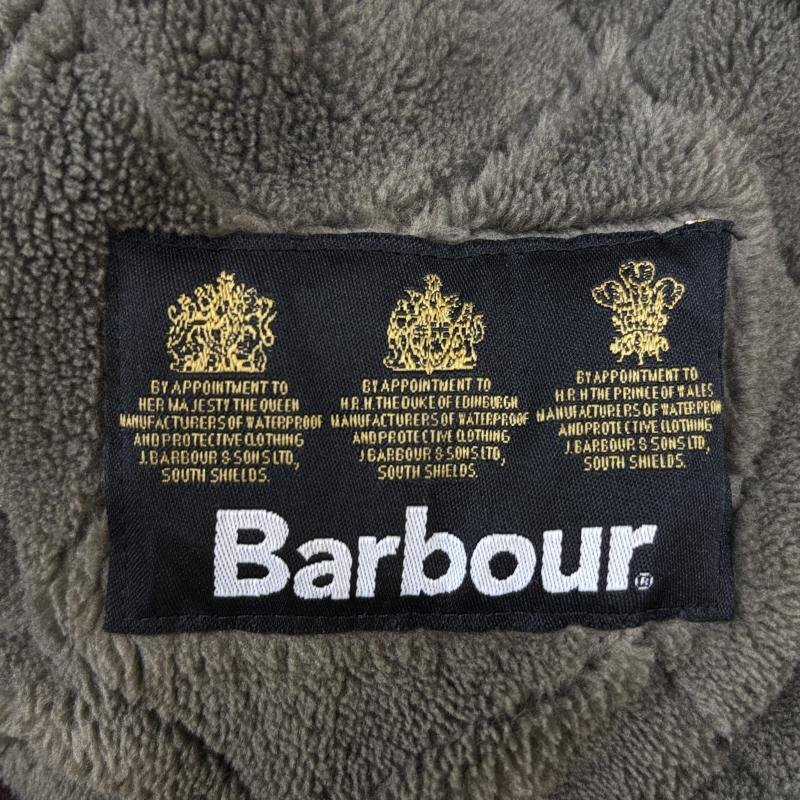 BY APPOINTMENT TO
HER MAJESTY THE QUEEN
MANUFACTURERS OF WATERPROOF
AND PROTECTIVE CLOTHING
J. BARBOUR & SONS LTD,
SOUTH SHIELDS.
BY APPOINTMENT TO
H.R.H. THE DUKE OF EDINBURGH
MANUFACTURERS OF WATERPROOF
AND PROTECTIVE CLOTHING
J BARBOUR & SONS LTD,
SOUTH SHIELDS.
BY APPOINTMENT TO
H.R.H THE PRINCE OF WALES
MANUFACTURERS OF WATERPROOF
AND PROTECTIVE CLOTHING
J. BARBOUR & SONS LTD,
SOUTH SHIELDS.
Barbour®